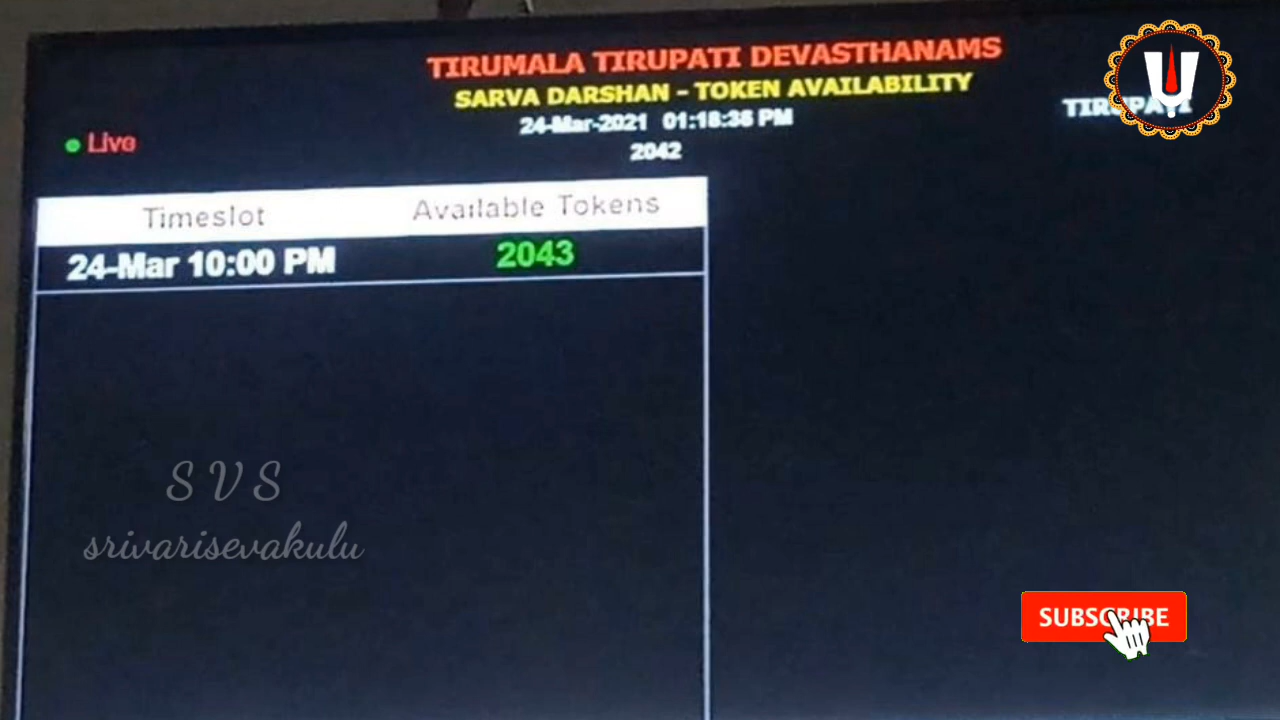 TIRUMALA TIRUPATI DEVASTHANAMS
SARVA DARSHAN - TOKEN AVAILABILITY
24-Mar-2021 01:18:36 PM
TIRUPATI
Live
2042
Timeslot Available Tokens
24-Mar 10:00 PM 2043
S V S
srivarisevakulu
SUBSCRIBE